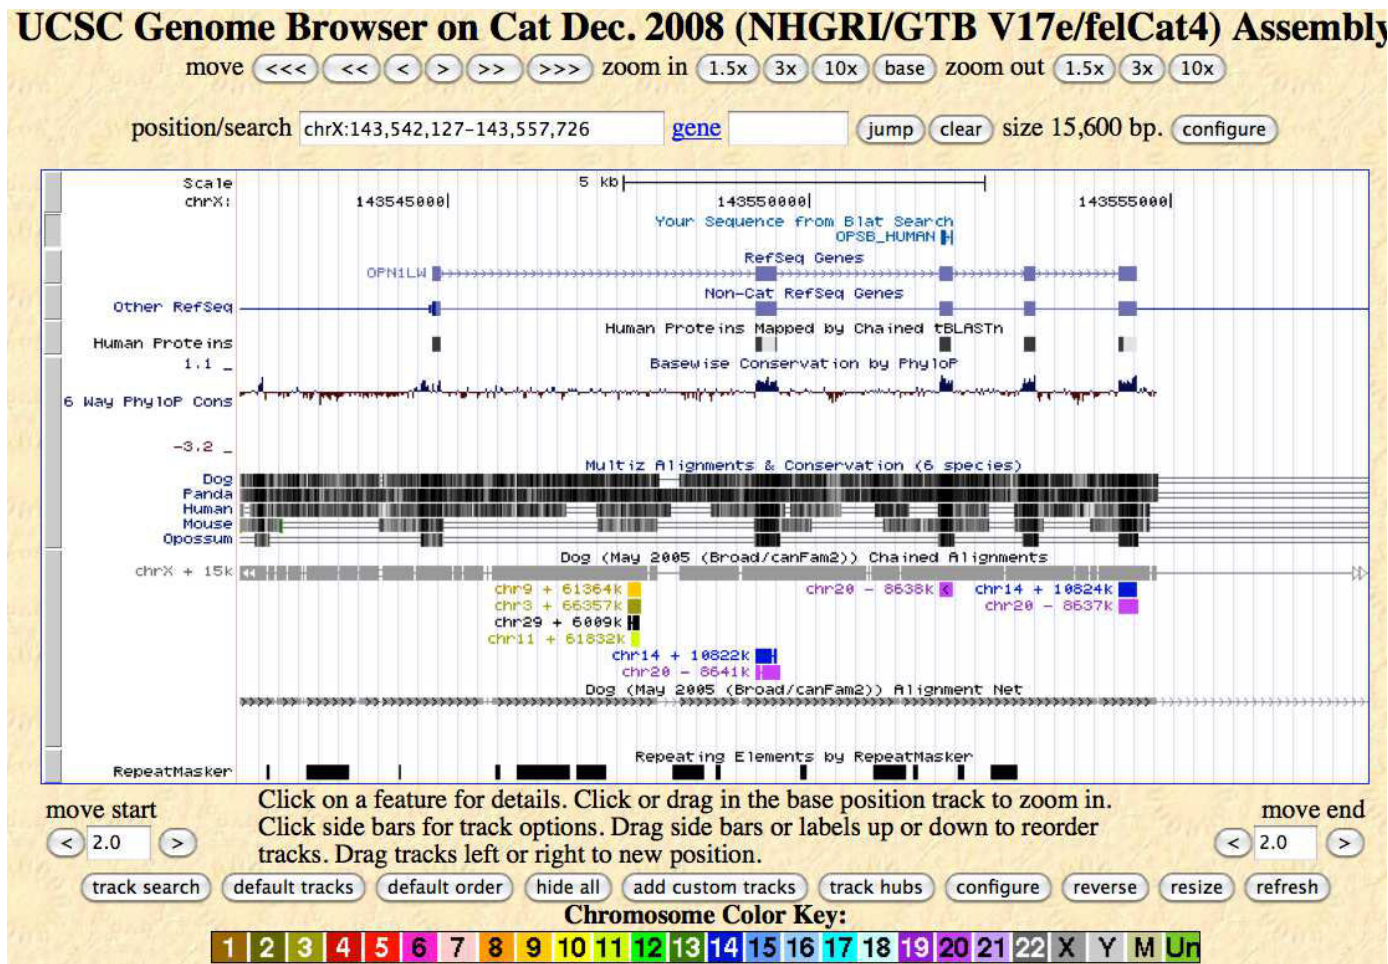 UCSC Genome Browser on Cat Dec. 2008 (NHGRI/GTB V17e/felCat4) Assembly
move <<< << < > >> >>> zoom in 1.5x 3x 10x base zoom out 1.5x 3x 10x
position/search chrX:143,542,127-143,557,726 gene jump clear size 15,600 bp. configure
Scale 5 kb
chrX: 143545000 143550000 143555000
Your Sequence from Blat Search
OPSB_HUMAN
RefSeq Genes
OPN1LW
Non-Cat RefSeq Genes
Other RefSeq
Human Proteins Mapped by Chained tBLASTn
Human Proteins
1.1 _ Basewise Conservation by PhyloP
6 Way PhyloP Cons
-3.2 _
Multiz Alignments & Conservation (6 species)
Dog
Panda
Human
Mouse
Opossum
Dog (May 2005 (Broad/canFam2)) Chained Alignments
chrX + 15k
chr9 + 61364k chr20 - 8638k chr14 + 10824k
chr3 + 66357k chr20 - 8637k
chr29 + 6009k
chr11 + 61832k
chr14 + 10822k
chr20 - 8641k
Dog (May 2005 (Broad/canFam2)) Alignment Net
Repeating Elements by RepeatMasker
RepeatMasker
move start Click on a feature for details. Click or drag in the base position track to zoom in. move end
< 2.0 > Click side bars for track options. Drag side bars or labels up or down to reorder < 2.0 >
tracks. Drag tracks left or right to new position.
track search default tracks default order hide all add custom tracks track hubs configure reverse resize refresh
Chromosome Color Key:
1 2 3 4 5 6 7 8 9 10 11 12 13 14 15 16 17 18 19 20 21 22 X Y M Un